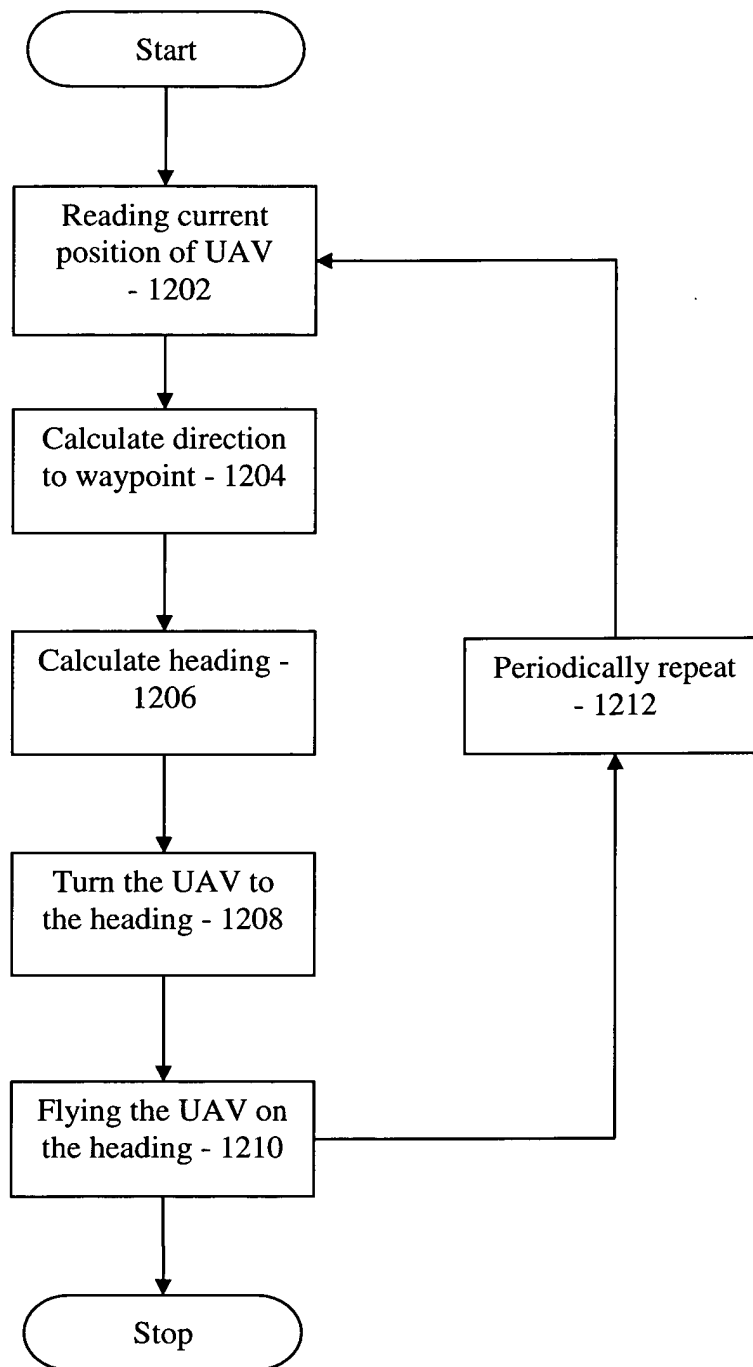 Start
Reading current
position of UAV
- 1202
Calculate direction
to waypoint - 1204
Calculate heading -
1206
Periodically repeat
- 1212
Turn the UAV to
the heading - 1208
Flying the UAV on
the heading - 1210
Stop